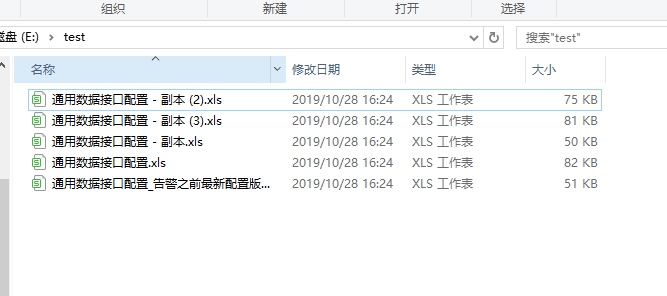 组织 新建 打开 选择
磁盘 (E:) > test 搜索"test"
名称 修改日期 类型 大小
通用数据接口配置 - 副本 (2).xls 2019/10/28 16:24 XLS 工作表 75 KB
通用数据接口配置 - 副本 (3).xls 2019/10/28 16:24 XLS 工作表 81 KB
通用数据接口配置 - 副本.xls 2019/10/28 16:24 XLS 工作表 50 KB
通用数据接口配置.xls 2019/10/28 16:24 XLS 工作表 82 KB
通用数据接口配置_告警之前最新配置版... 2019/10/28 16:24 XLS 工作表 51 KB